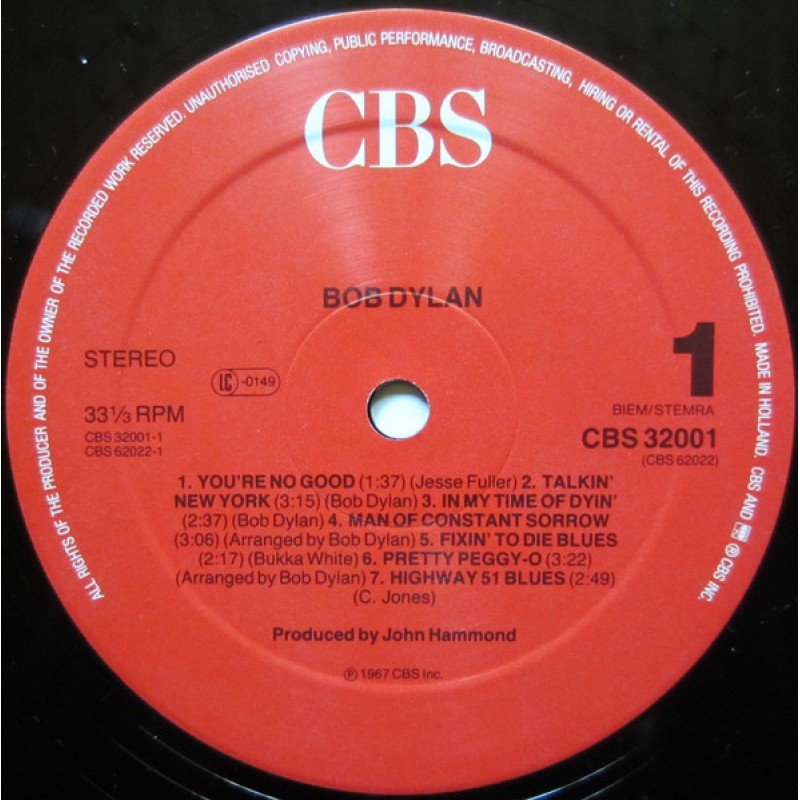 ALL RIGHTS OF THE PRODUCER AND OF THE OWNER OF THE RECORDED WORK RESERVED. UNAUTHORISED COPYING, PUBLIC PERFORMANCE, BROADCASTING, HIRING OR RENTAL OF THIS RECORDING PROHIBITED. MADE IN HOLLAND. CBS AND ℗ CBS INC.
CBS
BOB DYLAN
STEREO
LC-0149
33⅓ RPM
CBS 32001-1
CBS 62022-1
1
BIEM/STEMRA
CBS 32001
(CBS 62022)
1. YOU'RE NO GOOD (1:37) (Jesse Fuller) 2. TALKIN'
NEW YORK (3:15) (Bob Dylan) 3. IN MY TIME OF DYIN'
(2:37) (Bob Dylan) 4. MAN OF CONSTANT SORROW
(3:06) (Arranged by Bob Dylan) 5. FIXIN' TO DIE BLUES
(2:17) (Bukka White) 6. PRETTY PEGGY-O (3:22)
(Arranged by Bob Dylan) 7. HIGHWAY 51 BLUES (2:49)
(C. Jones)
Produced by John Hammond
℗ 1967 CBS Inc.